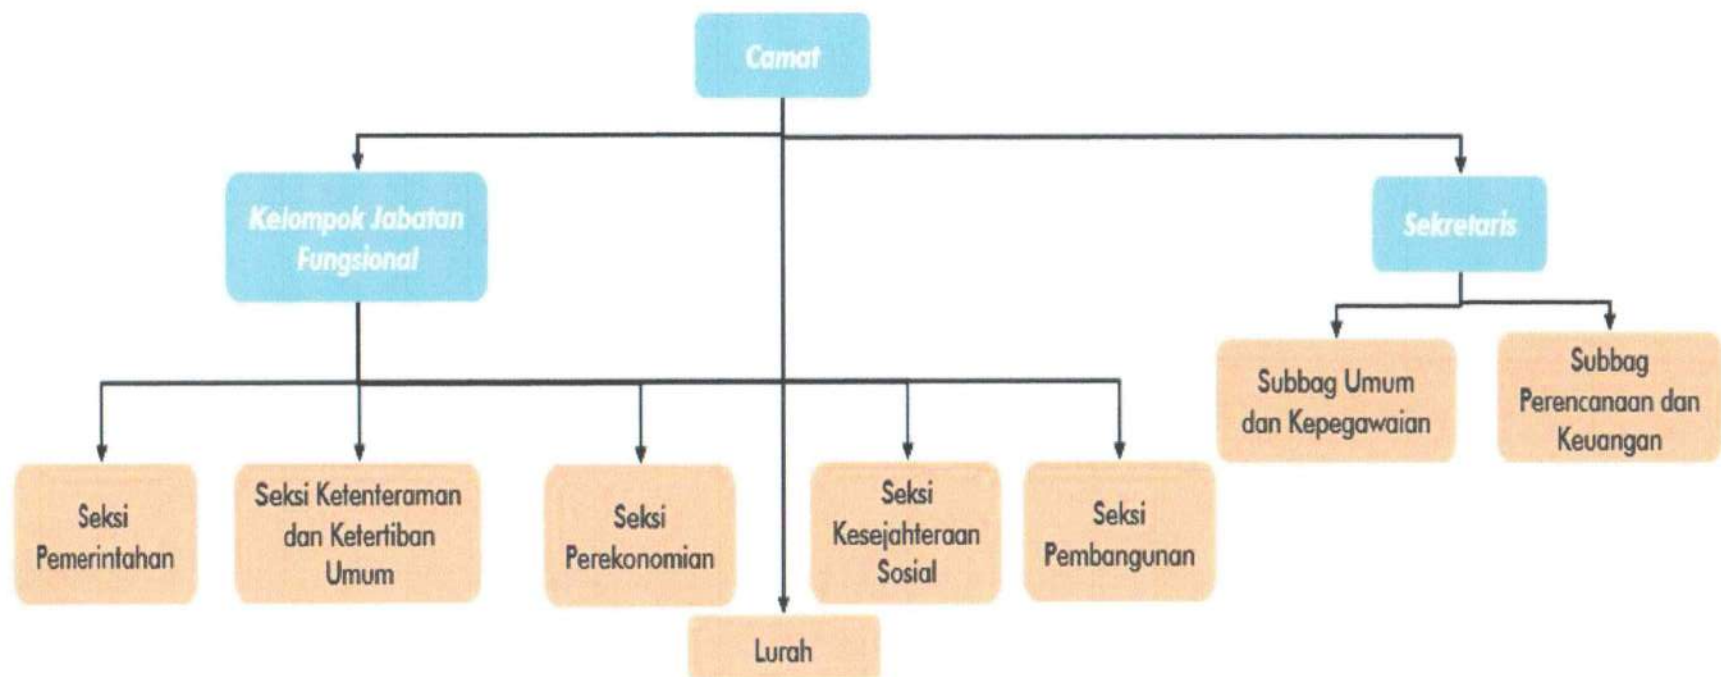 Camat
Kelompok Jabatan
Fungsional
Sekretaris
Subbag Umum
dan Kepegawaian
Subbag
Perencanaan dan
Keuangan
Seksi
Pemerintahan
Seksi Ketenteraman
dan Ketertiban
Umum
Seksi
Perekonomian
Seksi
Kesejahteraan
Sosial
Seksi
Pembangunan
Lurah